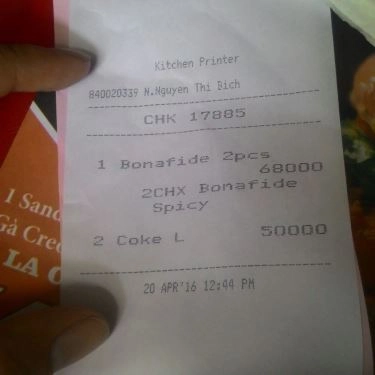 Kitchen Printer
840020339 N.Nguyen Thi Bich
CHK 17885
1 Bonafide 2pcs
68000
2CHX Bonafide
Spicy
2 Coke L 50000
20 APR'16 12:44 PM
1 Sand
Gà Cre
LA